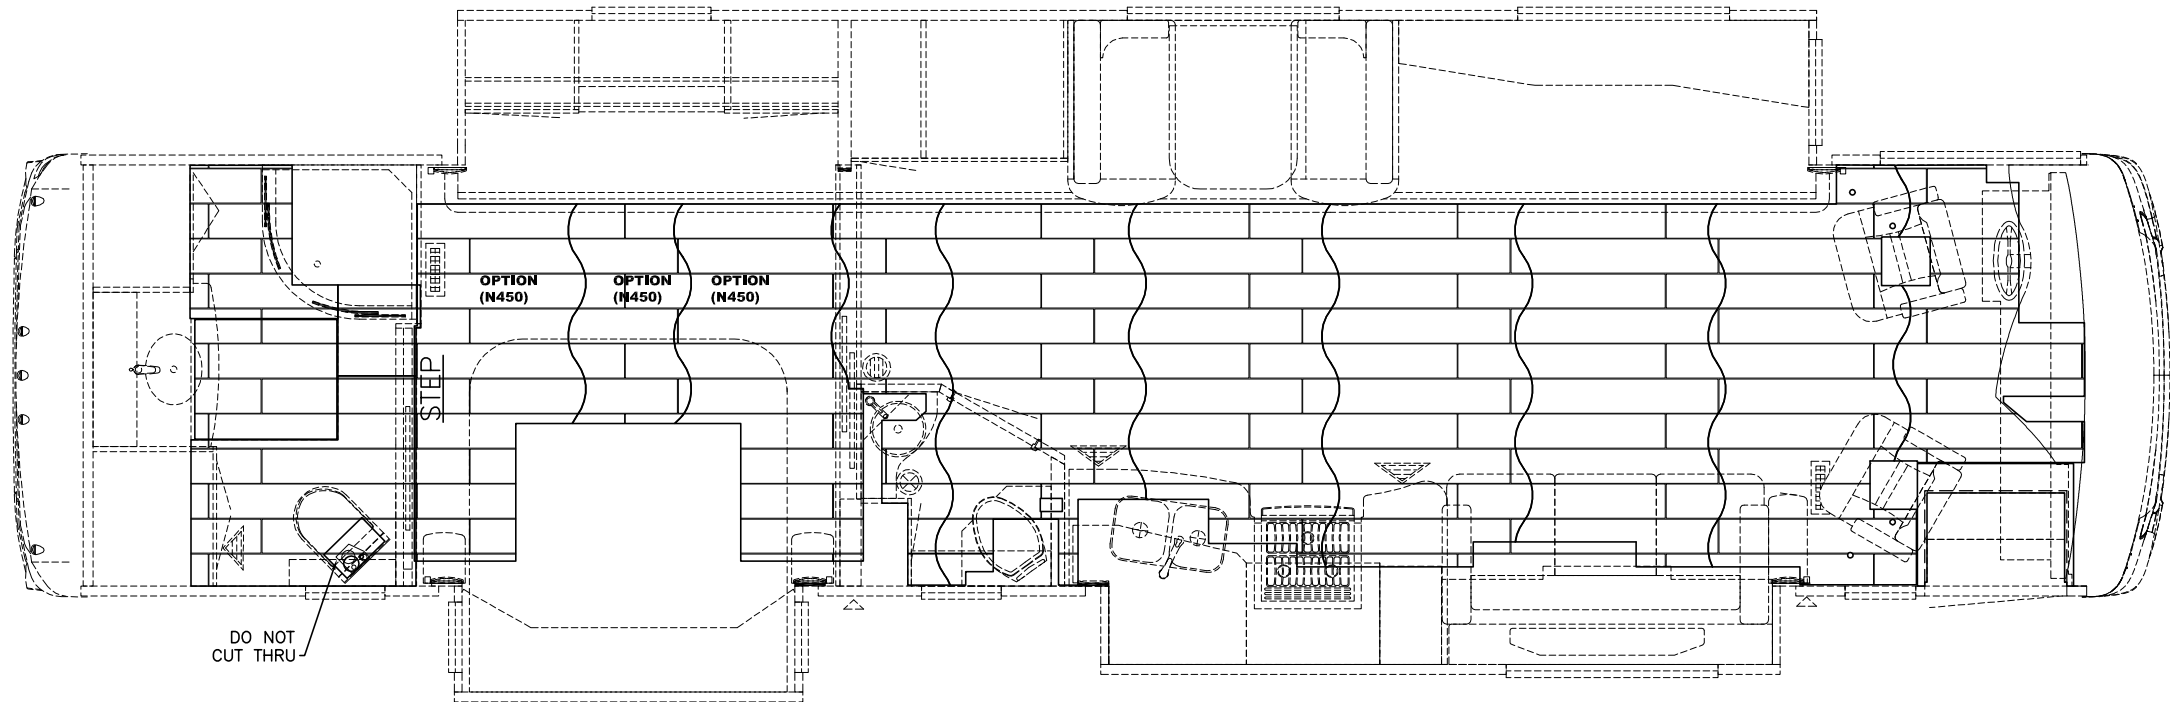 OPTION
(N450)
OPTION
(N450)
OPTION
(N450)
STEP
DO NOT
CUT THRU